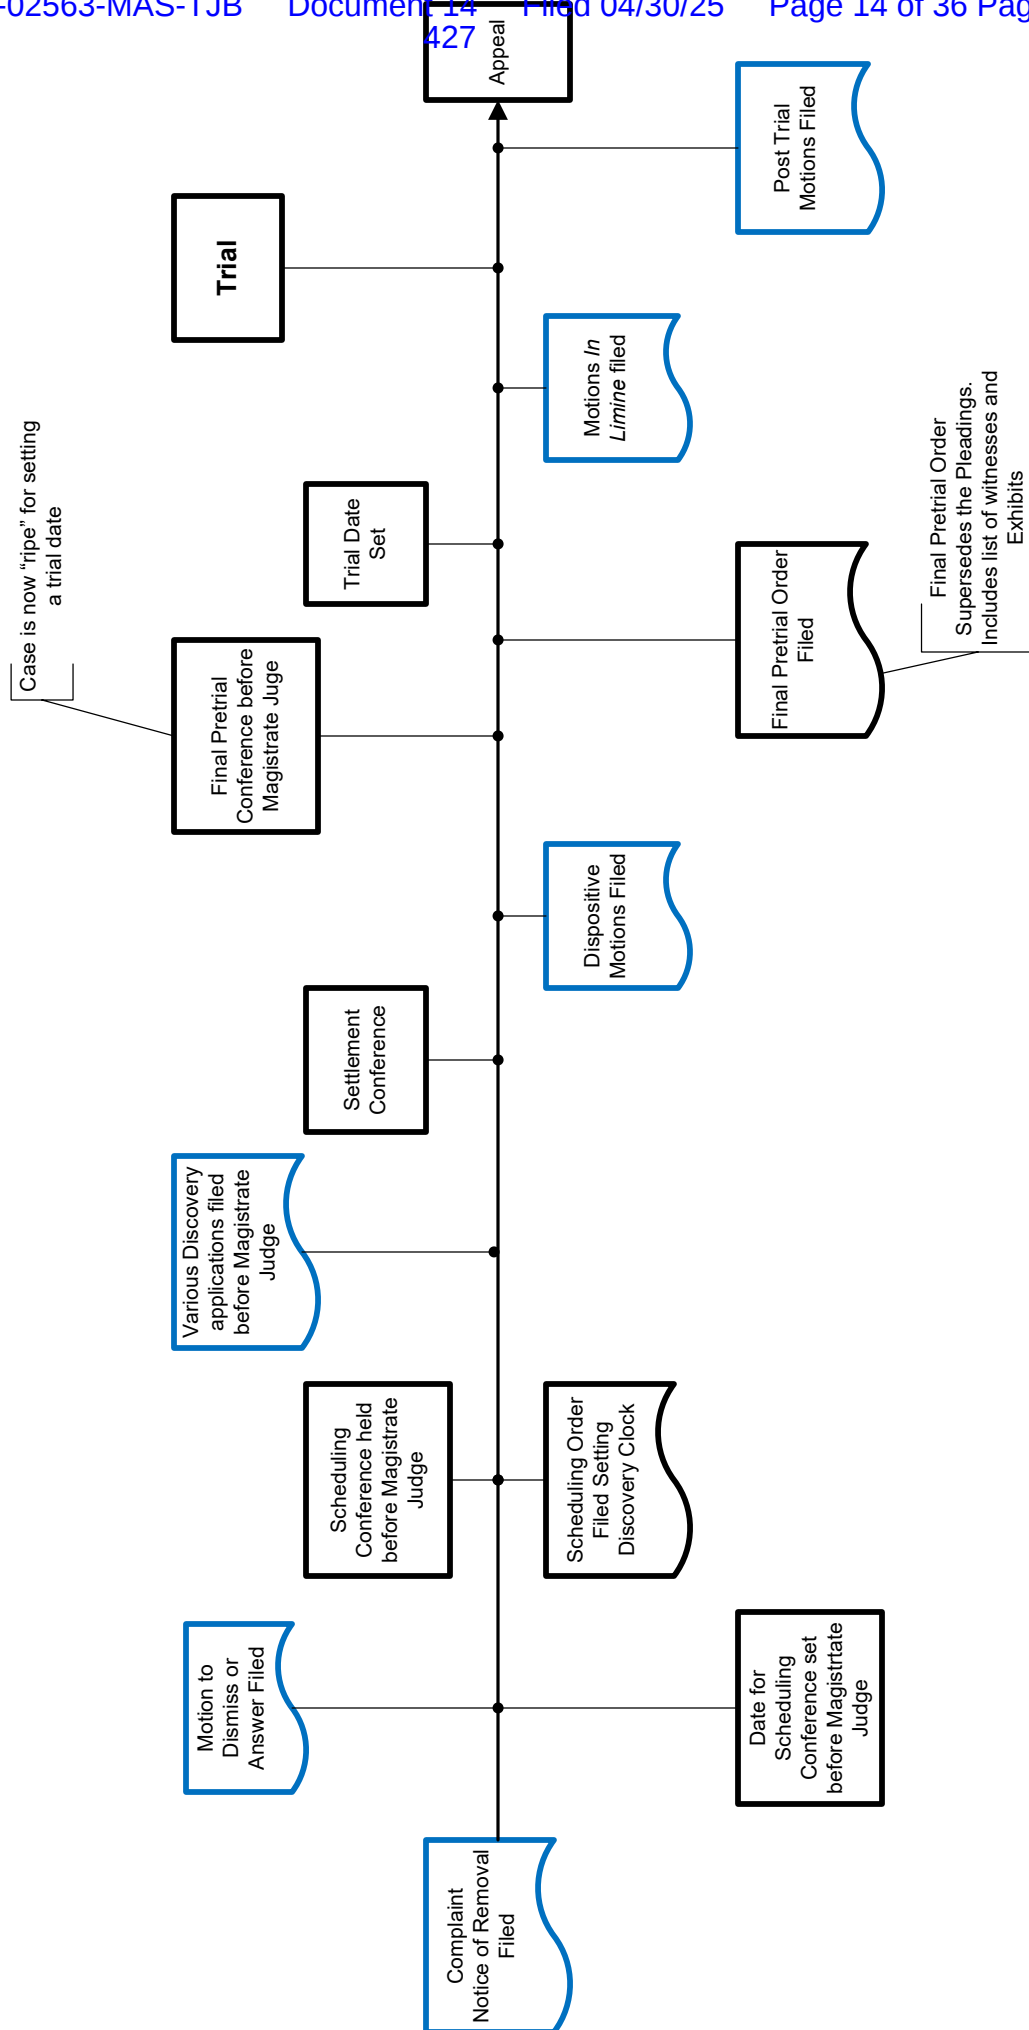 -02563-MAS-TJB Document 14 Filed 04/30/25 Page 14 of 36 Pag
427
Complaint
Notice of Removal
Filed
Motion to
Dismiss or
Answer Filed
Date for
Scheduling
Conference set
before Magistrtate
Judge
Scheduling
Conference held
before Magistrate
Judge
Scheduling Order
Filed Setting
Discovery Clock
Various Discovery
applications filed
before Magistrate
Judge
Settlement
Conference
Dispositive
Motions Filed
Final Pretrial
Conference before
Magistrate Juge
Case is now “ripe” for setting
a trial date
Final Pretrial Order
Filed
Final Pretrial Order
Supersedes the Pleadings.
Includes list of witnesses and
Exhibits
Trial Date
Set
Motions In
Limine filed
Trial
Post Trial
Motions Filed
Appeal